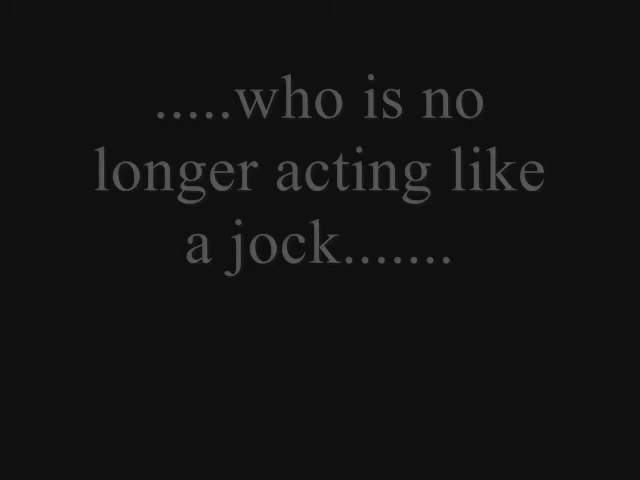 .....who is no
longer acting like
a jock.......